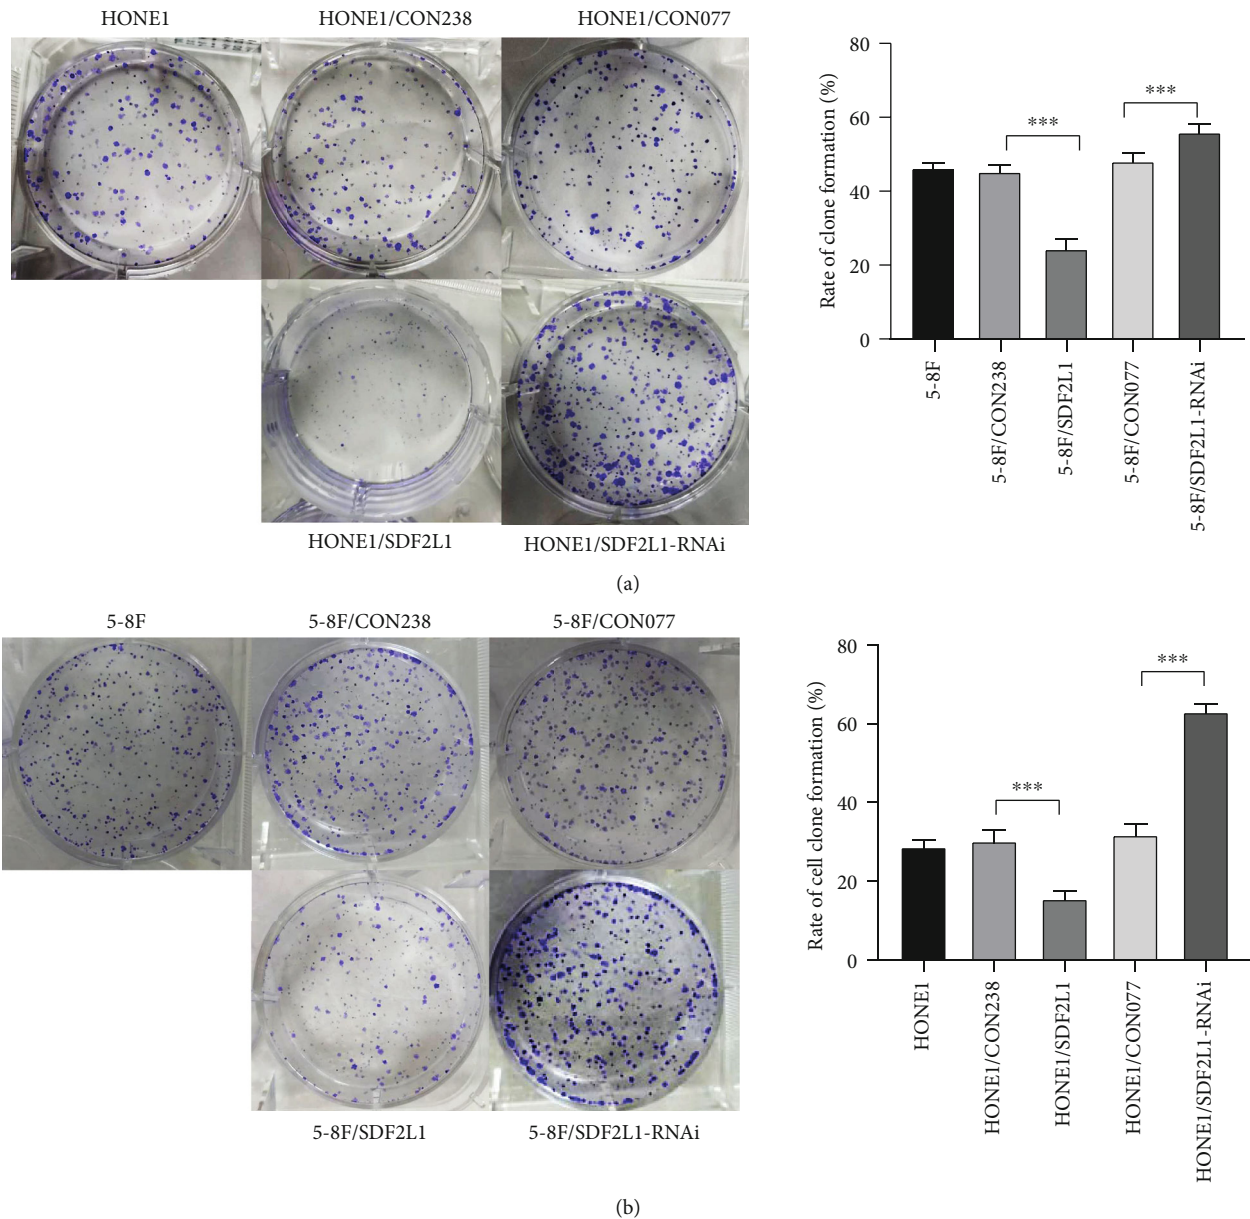 HONE1 HONE1/CON238 HONE1/CON077
HONE1/SDF2L1 HONE1/SDF2L1-RNAi
80
60
40
20
0
Rate of clone formation (%)
***
***
5-8F
5-8F/CON238
5-8F/SDF2L1
5-8F/CON077
5-8F/SDF2L1-RNAi
(a)
5-8F 5-8F/CON238 5-8F/CON077
5-8F/SDF2L1 5-8F/SDF2L1-RNAi
80
60
40
20
0
Rate of cell clone formation (%)
***
***
HONE1
HONE1/CON238
HONE1/SDF2L1
HONE1/CON077
HONE1/SDF2L1-RNAi
(b)